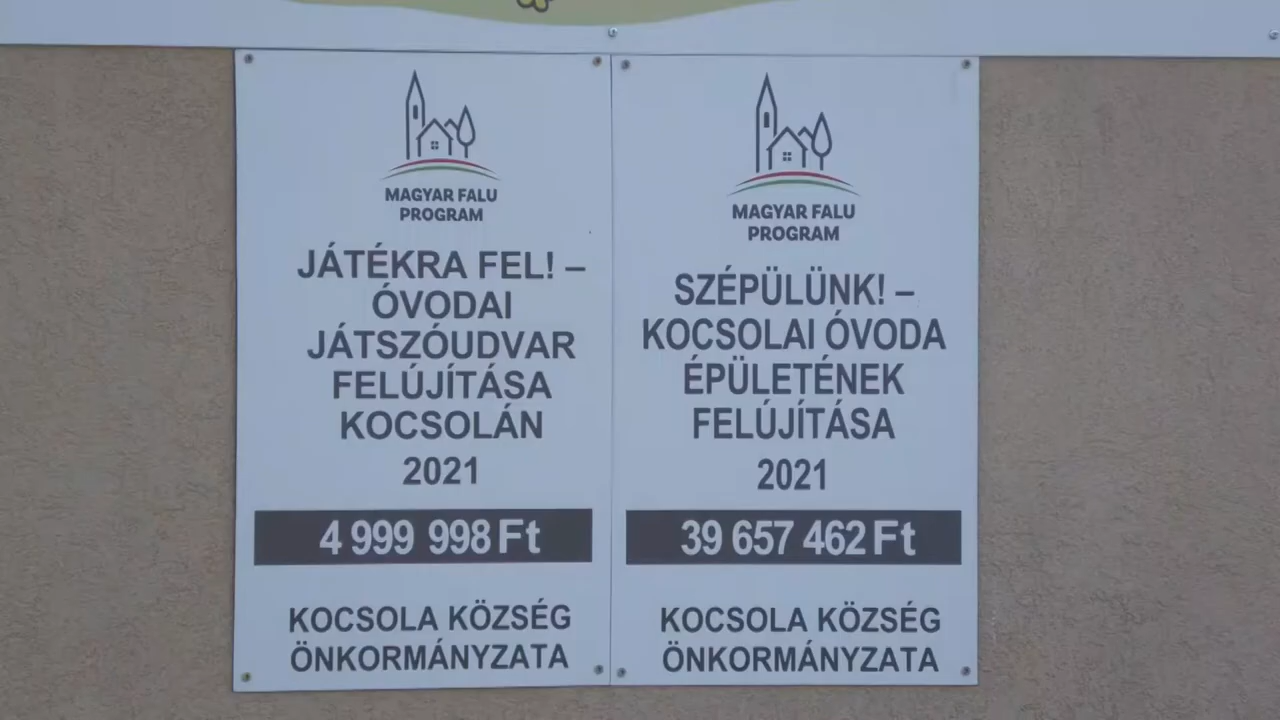 MAGYAR FALU
PROGRAM
JÁTÉKRA FEL! –
ÓVODAI
JÁTSZÓUDVAR
FELÚJÍTÁSA
KOCSOLÁN
2021
4 999 998 Ft
KOCSOLA KÖZSÉG
ÖNKORMÁNYZATA
MAGYAR FALU
PROGRAM
SZÉPÜLÜNK! –
KOCSOLAI ÓVODA
ÉPÜLETÉNEK
FELÚJÍTÁSA
2021
39 657 462 Ft
KOCSOLA KÖZSÉG
ÖNKORMÁNYZATA